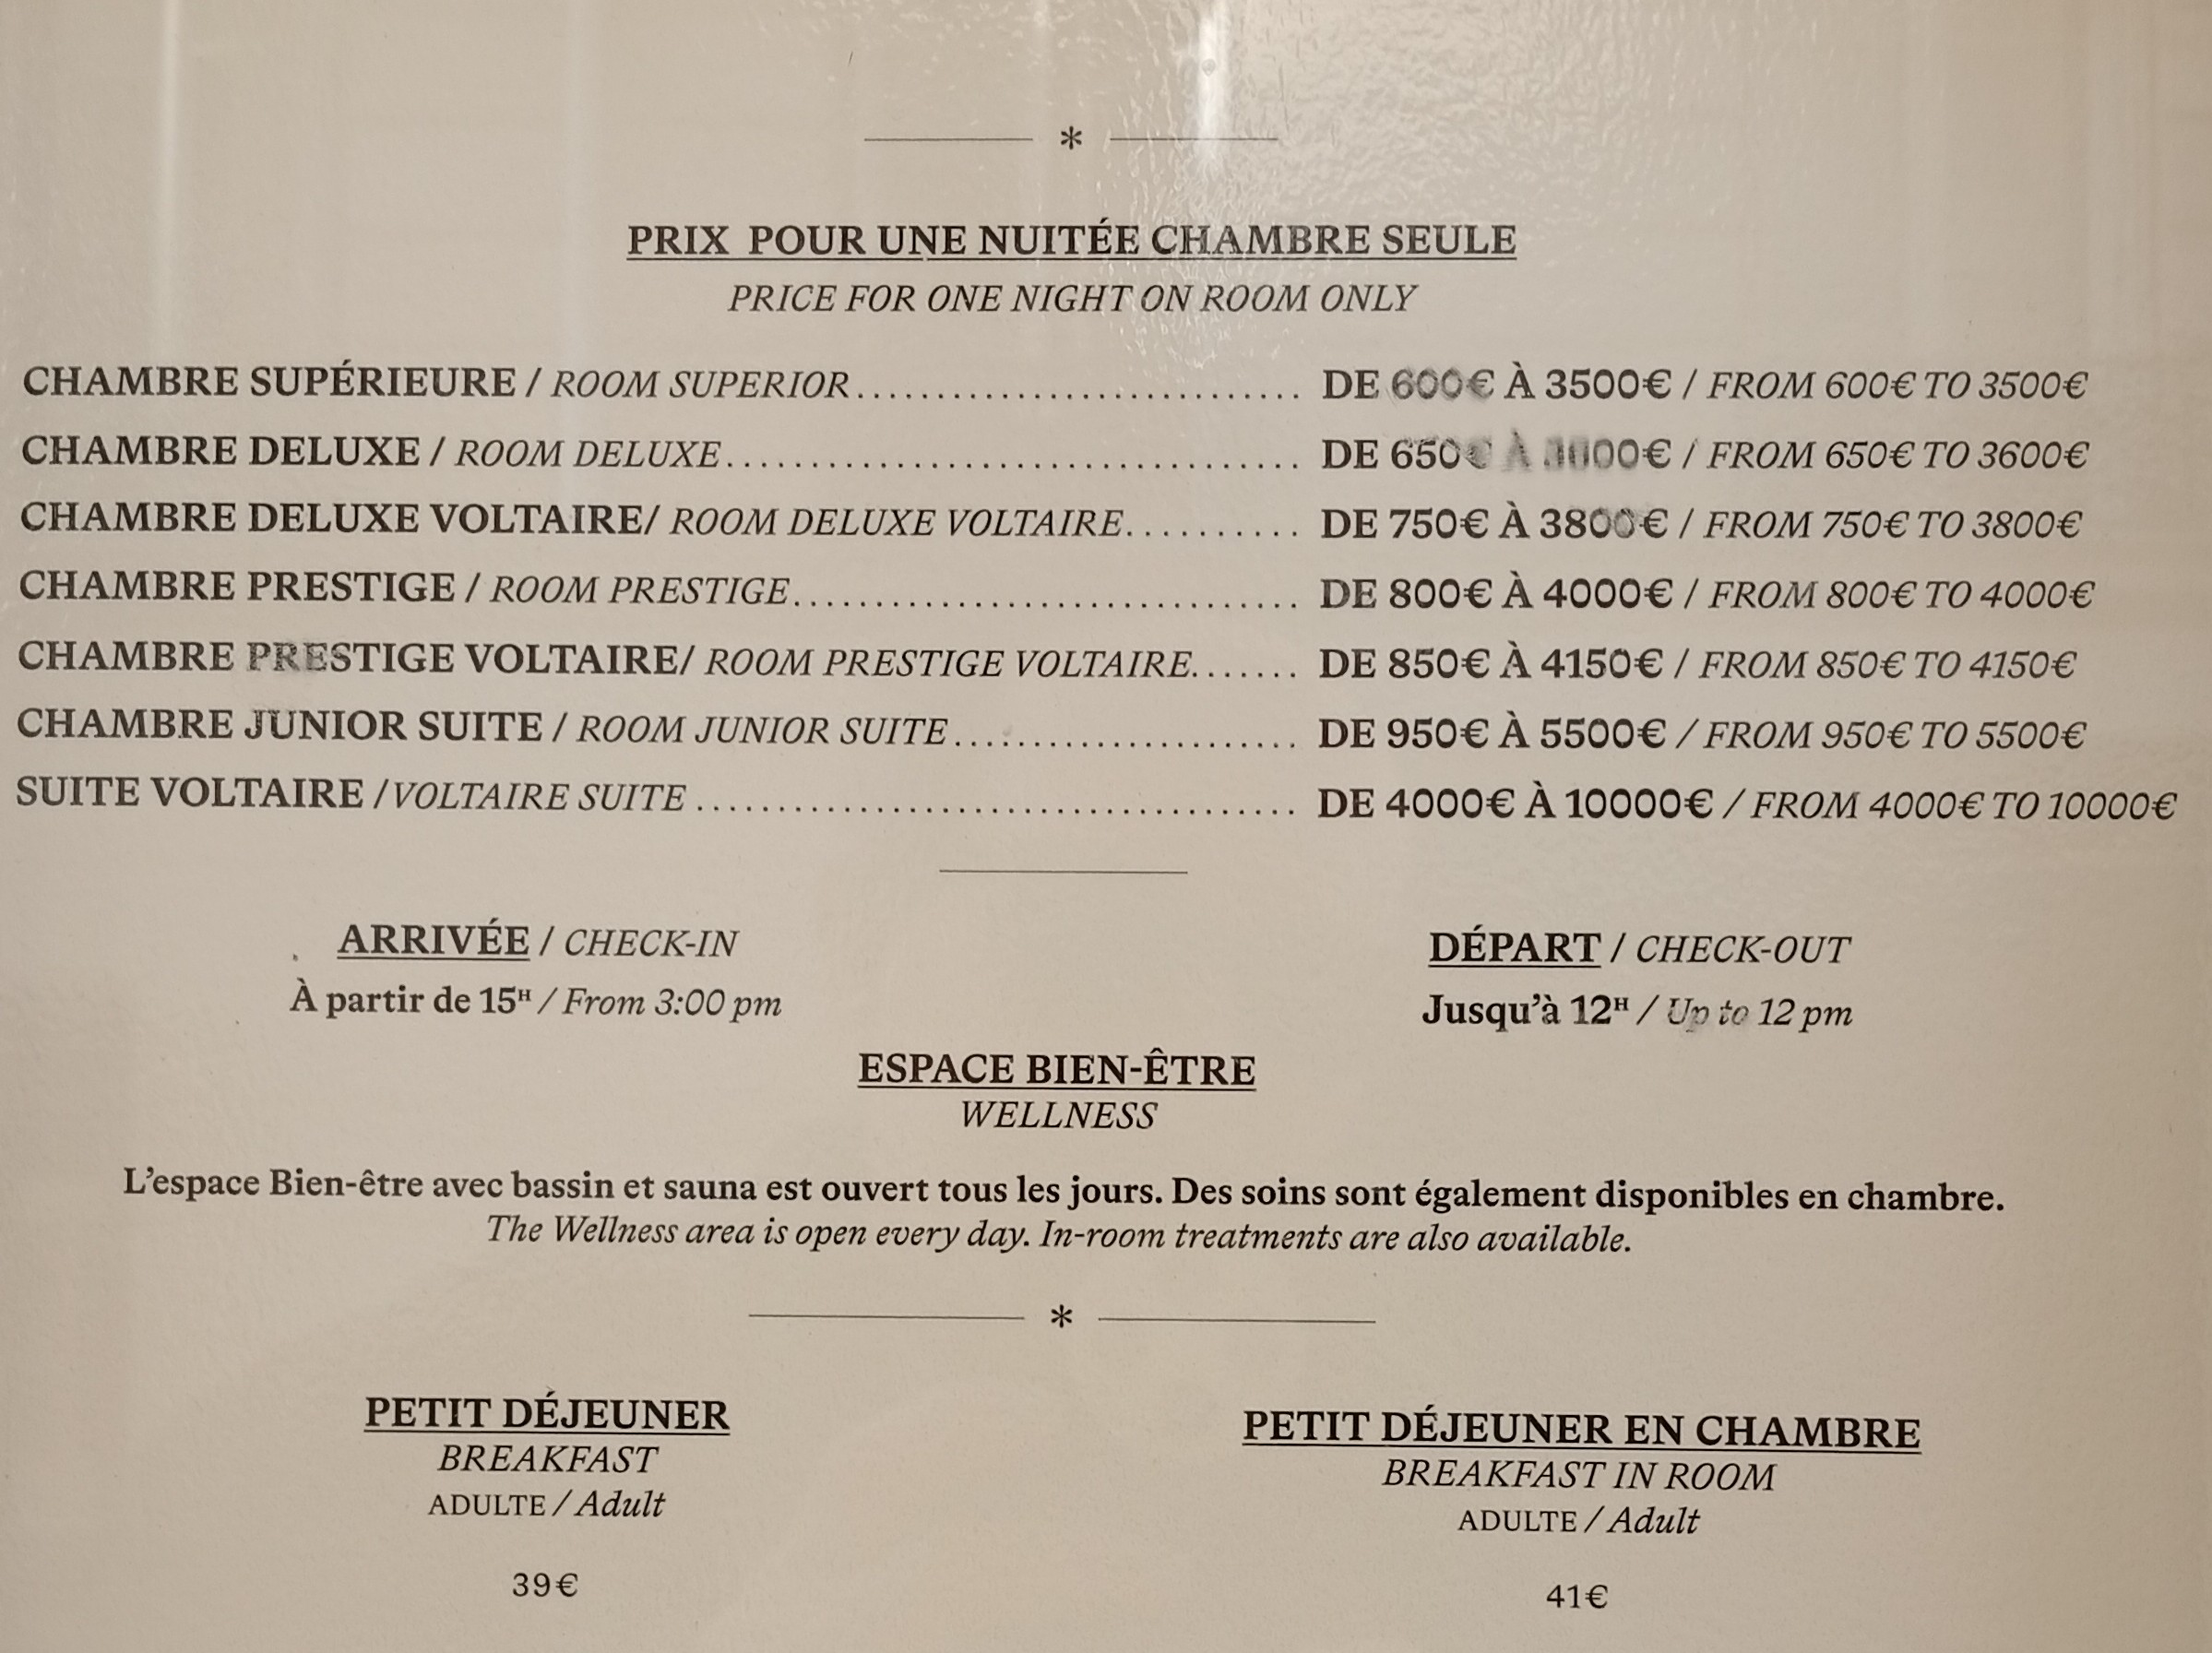 *
PRIX POUR UNE NUITÉE CHAMBRE SEULE
PRICE FOR ONE NIGHT ON ROOM ONLY
CHAMBRE SUPÉRIEURE / ROOM SUPERIOR............................ DE 600€ À 3500€ / FROM 600€ TO 3500€
CHAMBRE DELUXE / ROOM DELUXE.................................... DE 650€ À 3600€ / FROM 650€ TO 3600€
CHAMBRE DELUXE VOLTAIRE/ ROOM DELUXE VOLTAIRE........... DE 750€ À 3800€ / FROM 750€ TO 3800€
CHAMBRE PRESTIGE / ROOM PRESTIGE................................ DE 800€ À 4000€ / FROM 800€ TO 4000€
CHAMBRE PRESTIGE VOLTAIRE/ ROOM PRESTIGE VOLTAIRE....... DE 850€ À 4150€ / FROM 850€ TO 4150€
CHAMBRE JUNIOR SUITE / ROOM JUNIOR SUITE...................... DE 950€ À 5500€ / FROM 950€ TO 5500€
SUITE VOLTAIRE /VOLTAIRE SUITE ...................................... DE 4000€ À 10000€ / FROM 4000€ TO 10000€
ARRIVÉE / CHECK-IN
À partir de 15ᴴ / From 3:00 pm
DÉPART / CHECK-OUT
Jusqu’à 12ᴴ / Up to 12 pm
ESPACE BIEN-ÊTRE
WELLNESS
L’espace Bien-être avec bassin et sauna est ouvert tous les jours. Des soins sont également disponibles en chambre.
The Wellness area is open every day. In-room treatments are also available.
*
PETIT DÉJEUNER
BREAKFAST
ADULTE / Adult
39€
PETIT DÉJEUNER EN CHAMBRE
BREAKFAST IN ROOM
ADULTE / Adult
41€